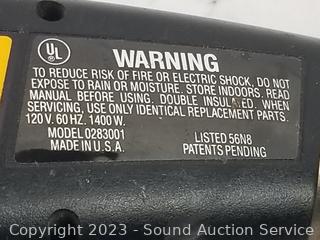 UL
WARNING
TO REDUCE RISK OF FIRE OR ELECTRIC SHOCK, DO NOT
EXPOSE TO RAIN OR MOISTURE. STORE INDOORS. READ
MANUAL BEFORE USING. DOUBLE INSULATED. WHEN
SERVICING, USE ONLY IDENTICAL REPLACEMENT PARTS.
120 V. 60 HZ. 1400 W.
MODEL 0283001 LISTED 56N8
MADE IN U.S.A. PATENTS PENDING
Copyright 2023 - Sound Auction Service